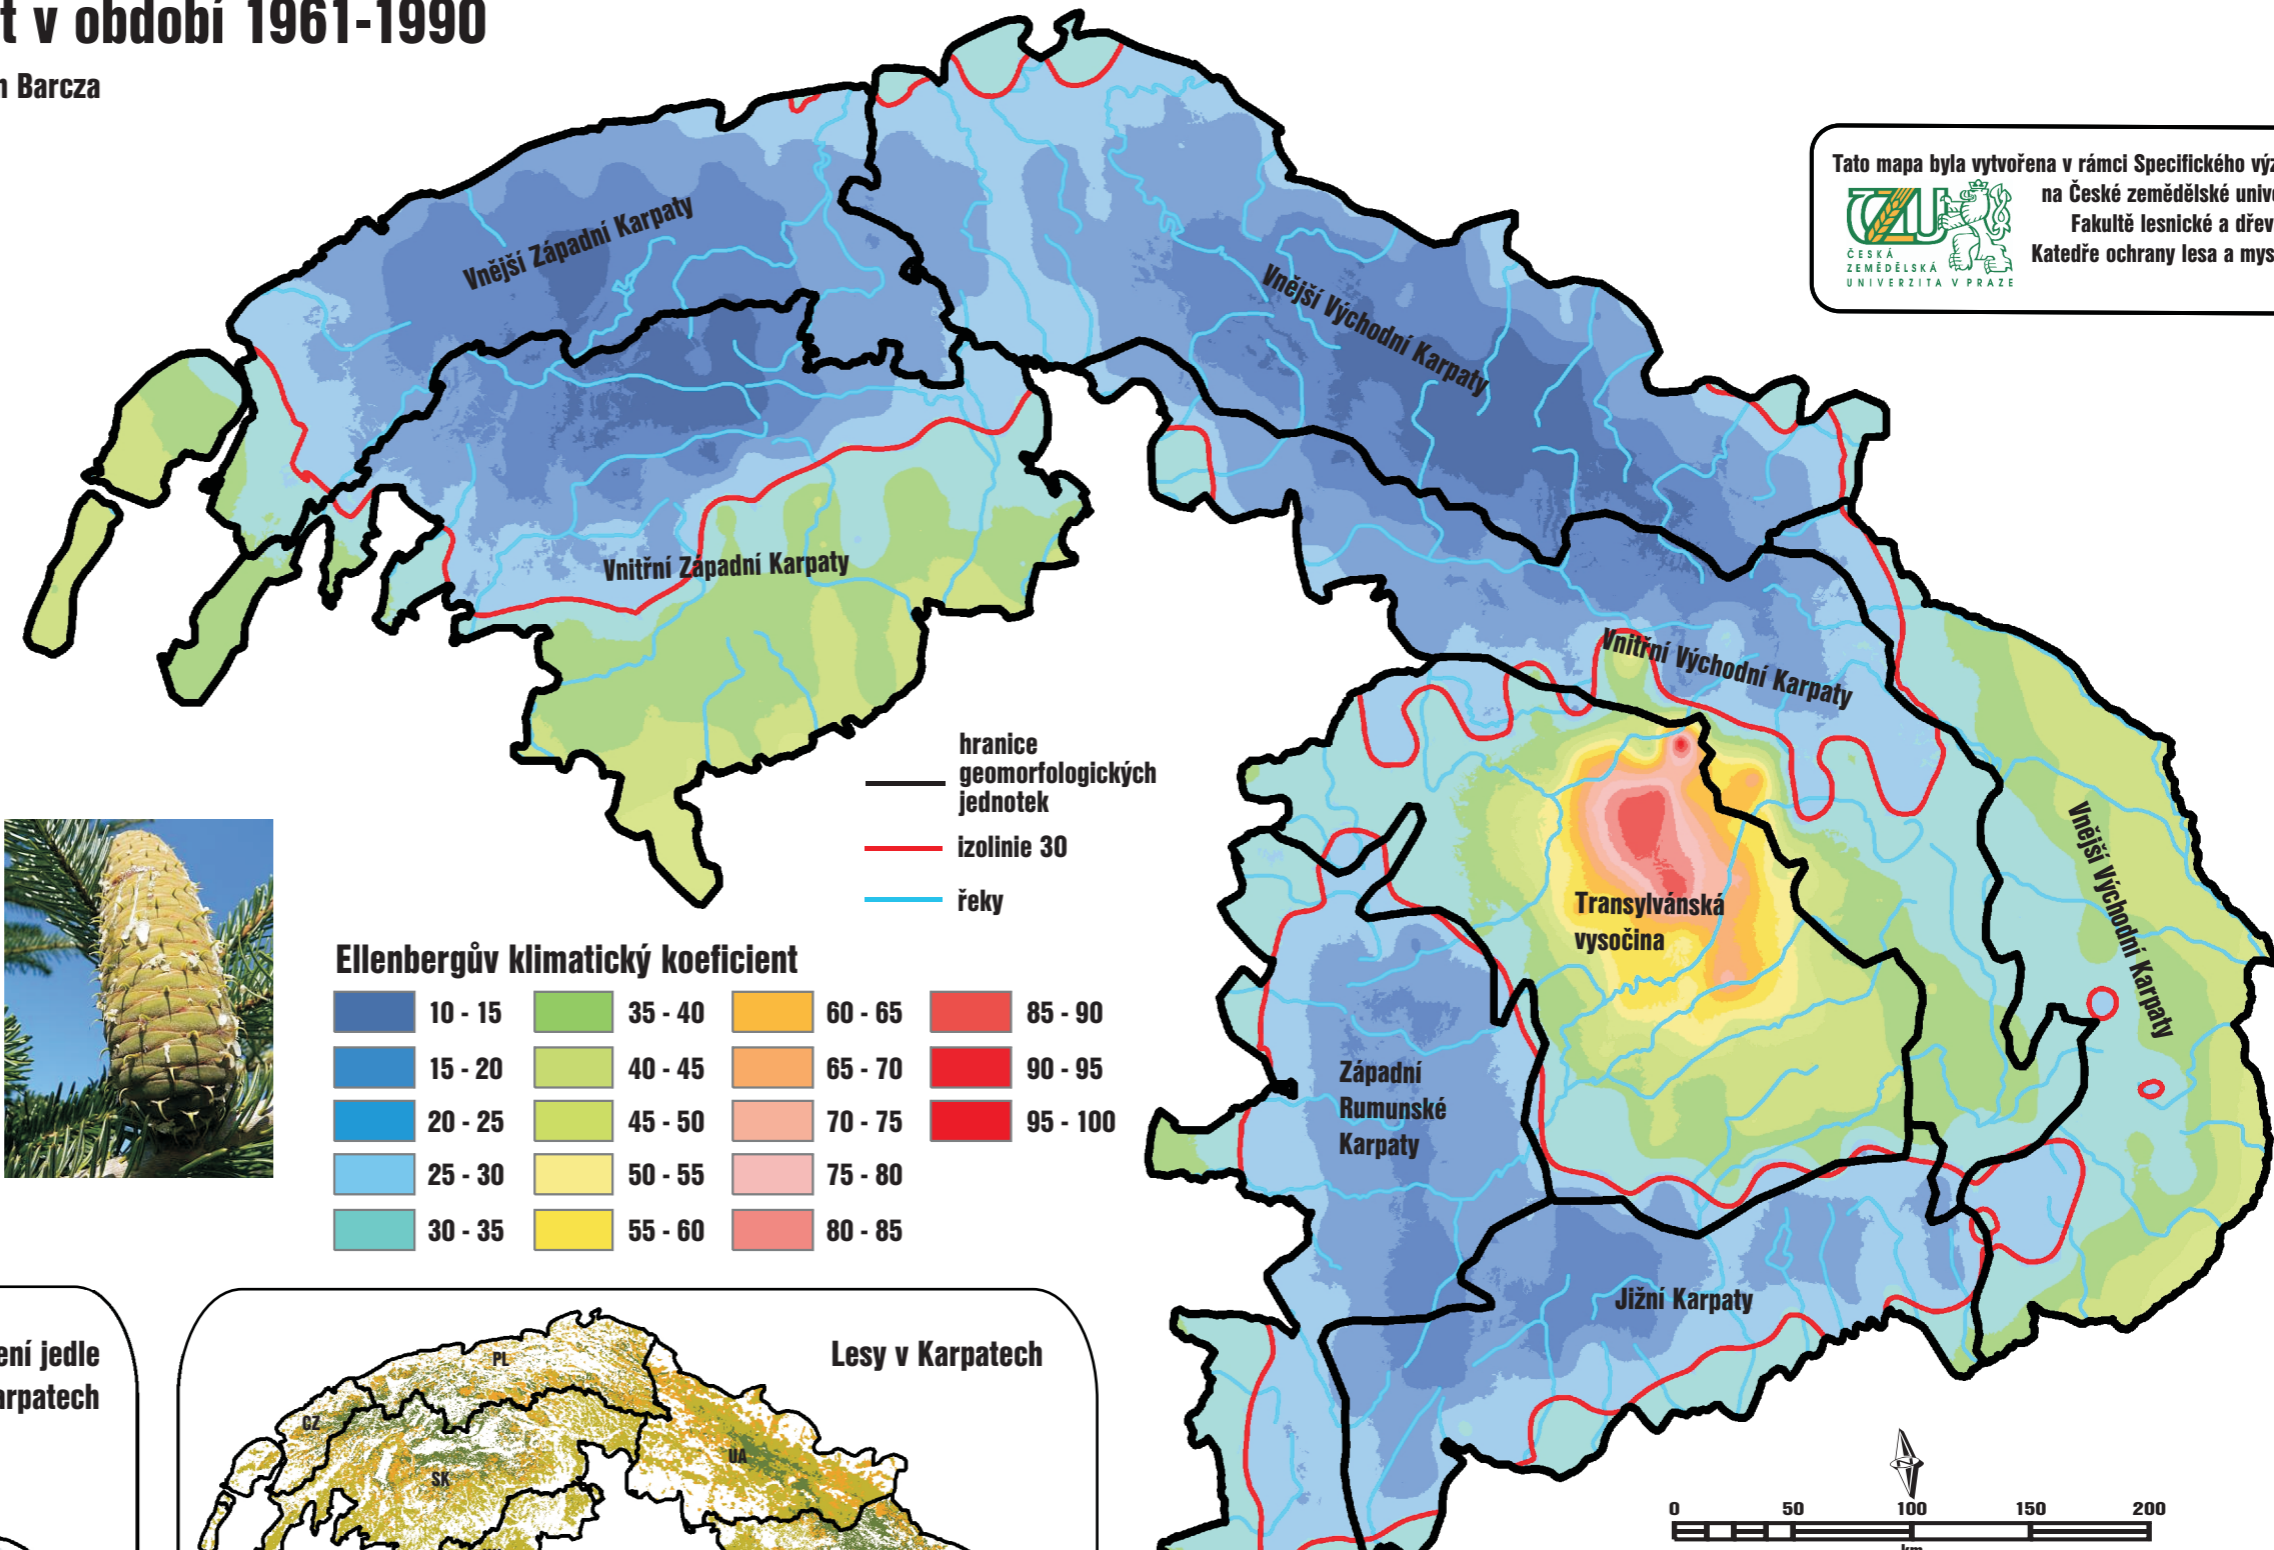 t v období 1961-1990
n Barcza
Tato mapa byla vytvořena v rámci Specifického
na České zemědělské
Fakultě lesnické a
Katedře ochrany lesa a
ČZU
ČESKÁ
ZEMĚDĚLSKÁ
UNIVERZITA V PRAZE
Vnější Západní Karpaty
Vnější Východní Karpaty
Vnitřní Západní Karpaty
Vnitřní Východní Karpaty
Vnější Východní Karpaty
Transylvánská
vysočina
Západní
Rumunské
Karpaty
Jižní Karpaty
hranice
geomorfologických
jednotek
izolinie 30
řeky
Ellenbergův klimatický koeficient
10 - 15
15 - 20
20 - 25
25 - 30
30 - 35
35 - 40
40 - 45
45 - 50
50 - 55
55 - 60
60 - 65
65 - 70
70 - 75
75 - 80
80 - 85
85 - 90
90 - 95
95 - 100
ení jedle
arpatech
Lesy v Karpatech
PL
CZ
SK
UA
0 50 100 150 200
km